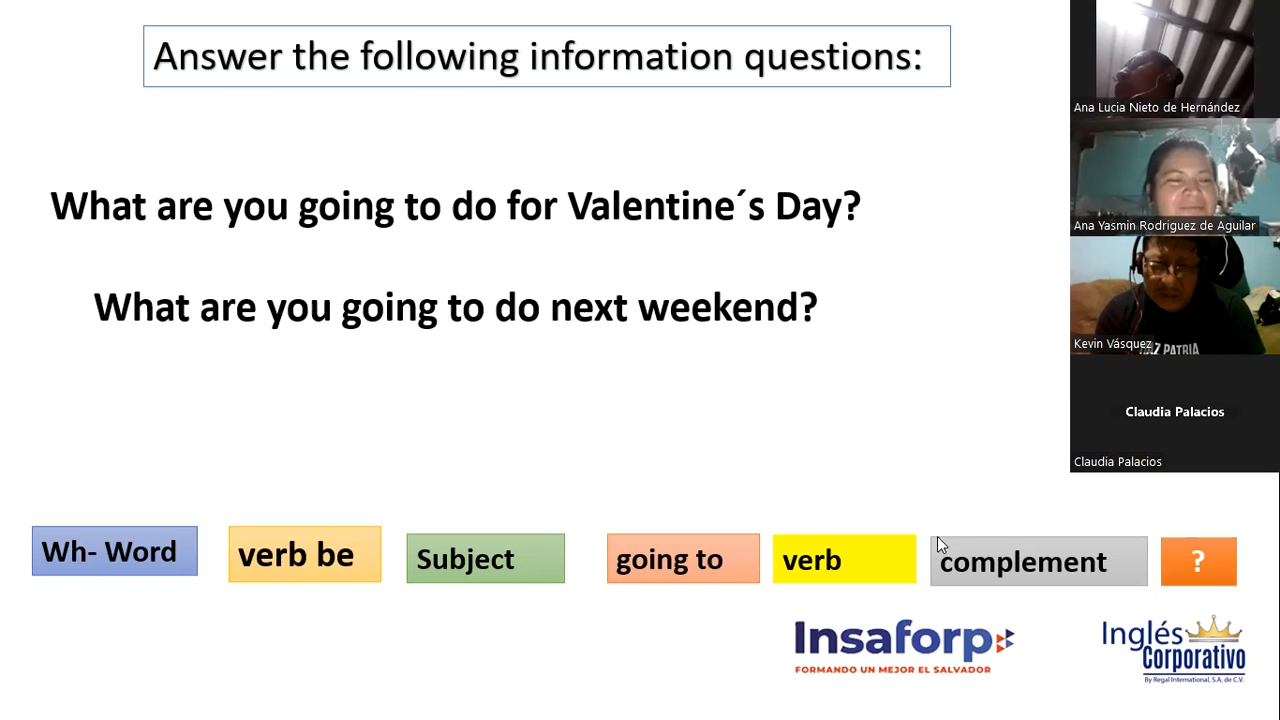 Answer the following information questions:
What are you going to do for Valentine´s Day?
What are you going to do next weekend?
Wh- Word
verb be
Subject
going to
verb
complement
?
Insaforp
FORMANDO UN MEJOR EL SALVADOR
Inglés
Corporativo
By Regal International, S.A. de C.V.
Ana Lucia Nieto de Hernández
Ana Yasmin Rodriguez de Aguilar
PATRIA
Kevin Vásquez
Claudia Palacios
Claudia Palacios